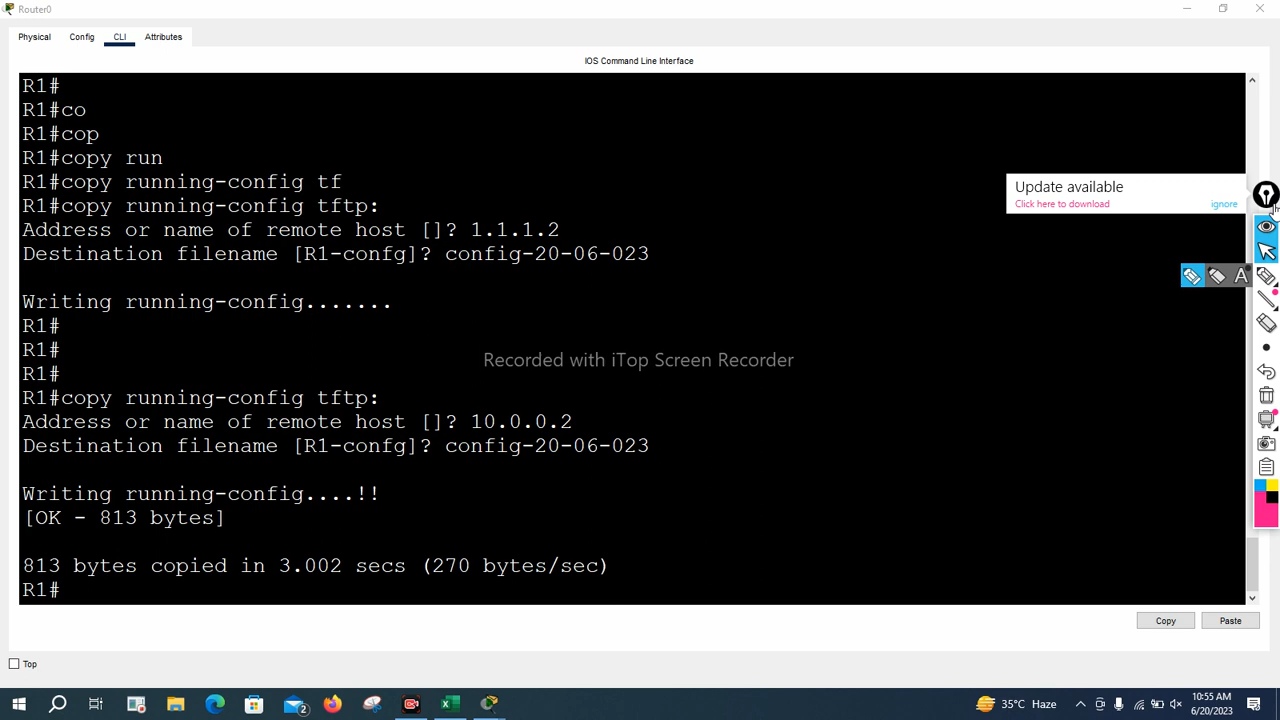 Router0
Physical Config CLI Attributes
IOS Command Line Interface
R1#
R1#co
R1#cop
R1#copy run
R1#copy running-config tf
R1#copy running-config tftp:
Address or name of remote host []? 1.1.1.2
Destination filename [R1-confg]? config-20-06-023
Writing running-config.......
R1#
R1#
R1#
R1#copy running-config tftp:
Address or name of remote host []? 10.0.0.2
Destination filename [R1-confg]? config-20-06-023
Writing running-config....!!
[OK - 813 bytes]
813 bytes copied in 3.002 secs (270 bytes/sec)
R1#
Update available
Click here to download ignore
A
Recorded with iTop Screen Recorder
Copy Paste
Top
2
35°C Haze
10:55 AM
6/20/2023